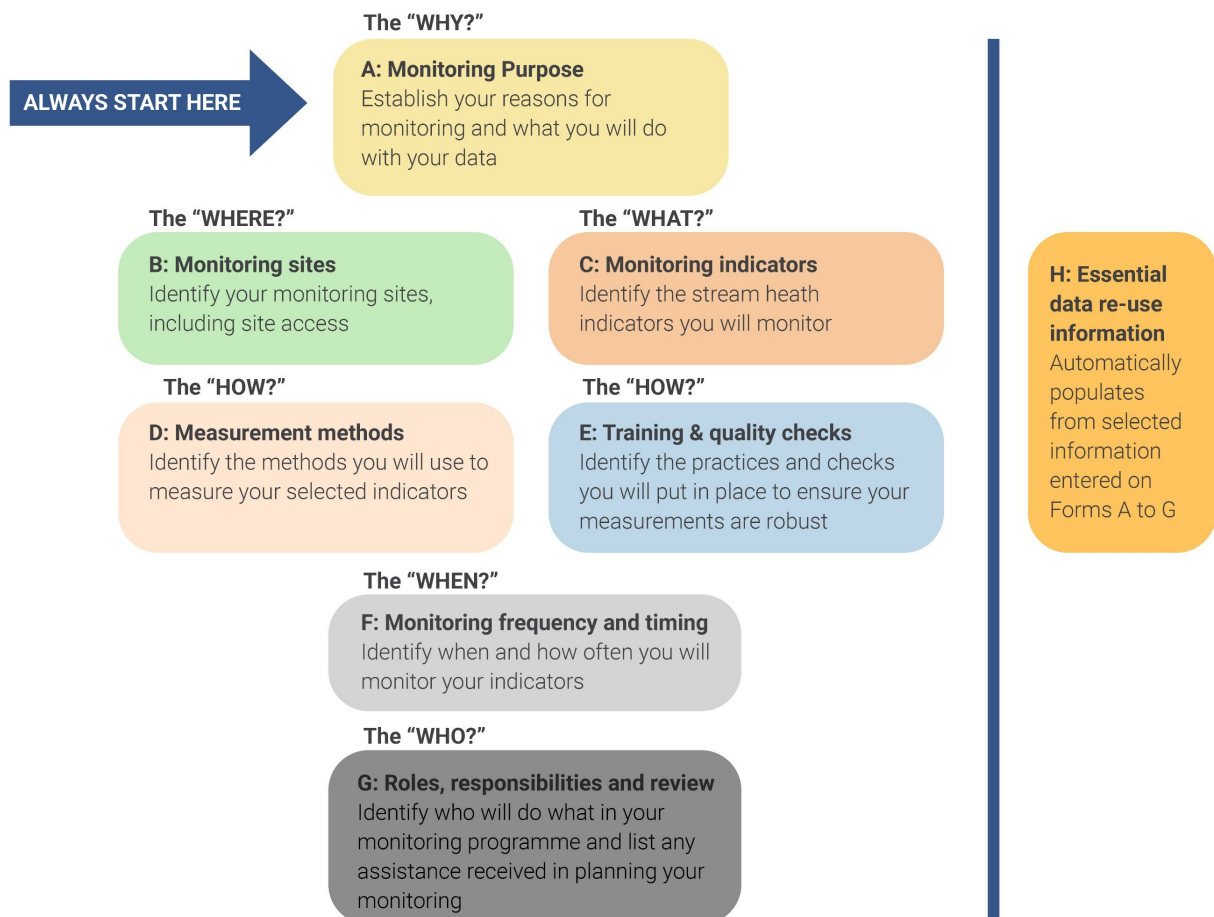 The “WHY?”
ALWAYS START HERE
A: Monitoring Purpose
Establish your reasons for
monitoring and what you will do
with your data
The “WHERE?”
B: Monitoring sites
Identify your monitoring sites,
including site access
The “WHAT?”
C: Monitoring indicators
Identify the stream heath
indicators you will monitor
The “HOW?”
D: Measurement methods
Identify the methods you will use to
measure your selected indicators
The “HOW?”
E: Training & quality checks
Identify the practices and checks
you will put in place to ensure your
measurements are robust
The “WHEN?”
F: Monitoring frequency and timing
Identify when and how often you will
monitor your indicators
The “WHO?”
G: Roles, responsibilities and review
Identify who will do what in your
monitoring programme and list any
assistance received in planning your
monitoring
H: Essential
data re-use
information
Automatically
populates
from selected
information
entered on
Forms A to G